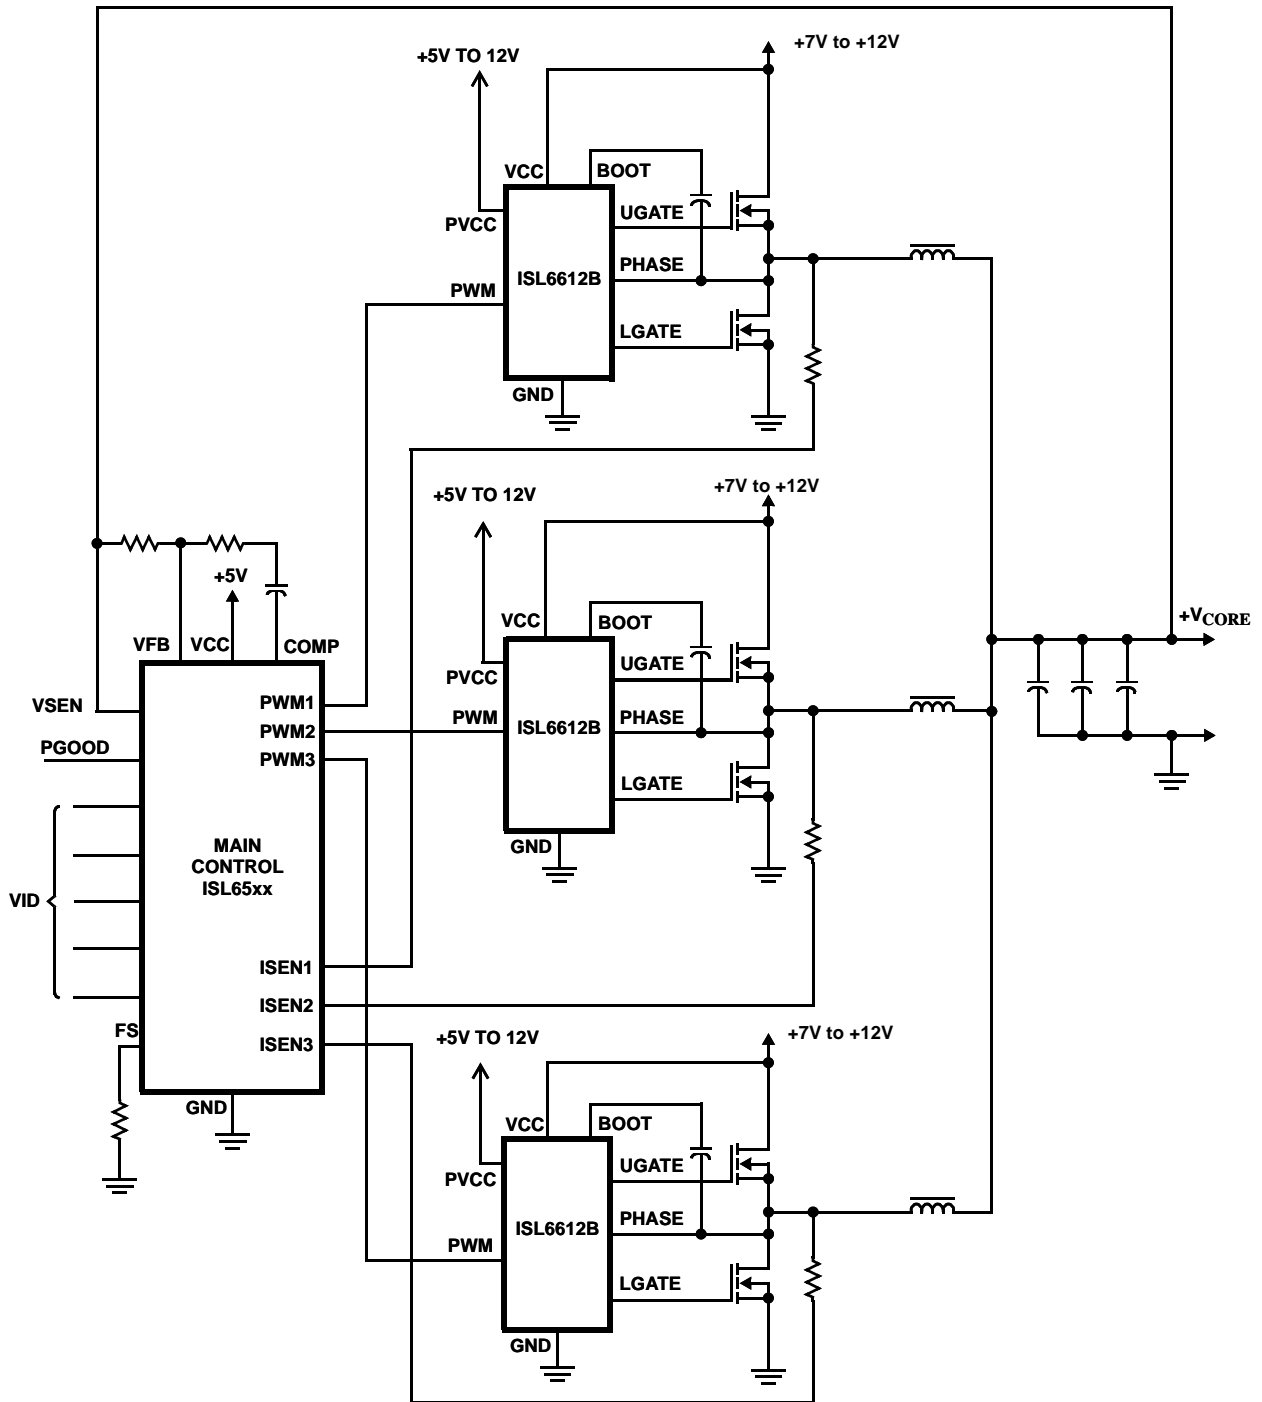 +7V to +12V
+5V TO 12V
VCC
BOOT
UGATE
PVCC
PHASE
ISL6612B
PWM
LGATE
GND
+7V to +12V
+5V TO 12V
VCC
BOOT
UGATE
PVCC
PHASE
PWM
ISL6612B
LGATE
GND
+VCORE
+5V
VFB
VCC
COMP
VSEN
PWM1
PWM2
PGOOD
PWM3
MAIN
CONTROL
ISL65xx
VID
ISEN1
ISEN2
FS
ISEN3
GND
+7V to +12V
+5V TO 12V
VCC
BOOT
UGATE
PVCC
PHASE
ISL6612B
PWM
LGATE
GND